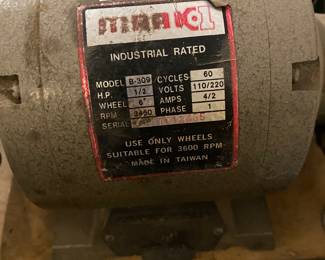 INDUSTRIAL RATED
MODEL B-309 CYCLES 60
H.P. 1/2 VOLTS 110/220
WHEEL 6" AMPS 4/2
RPM 3450 PHASE 1
SERIAL
USE ONLY WHEELS
SUITABLE FOR 3600 RPM
MADE IN TAIWAN